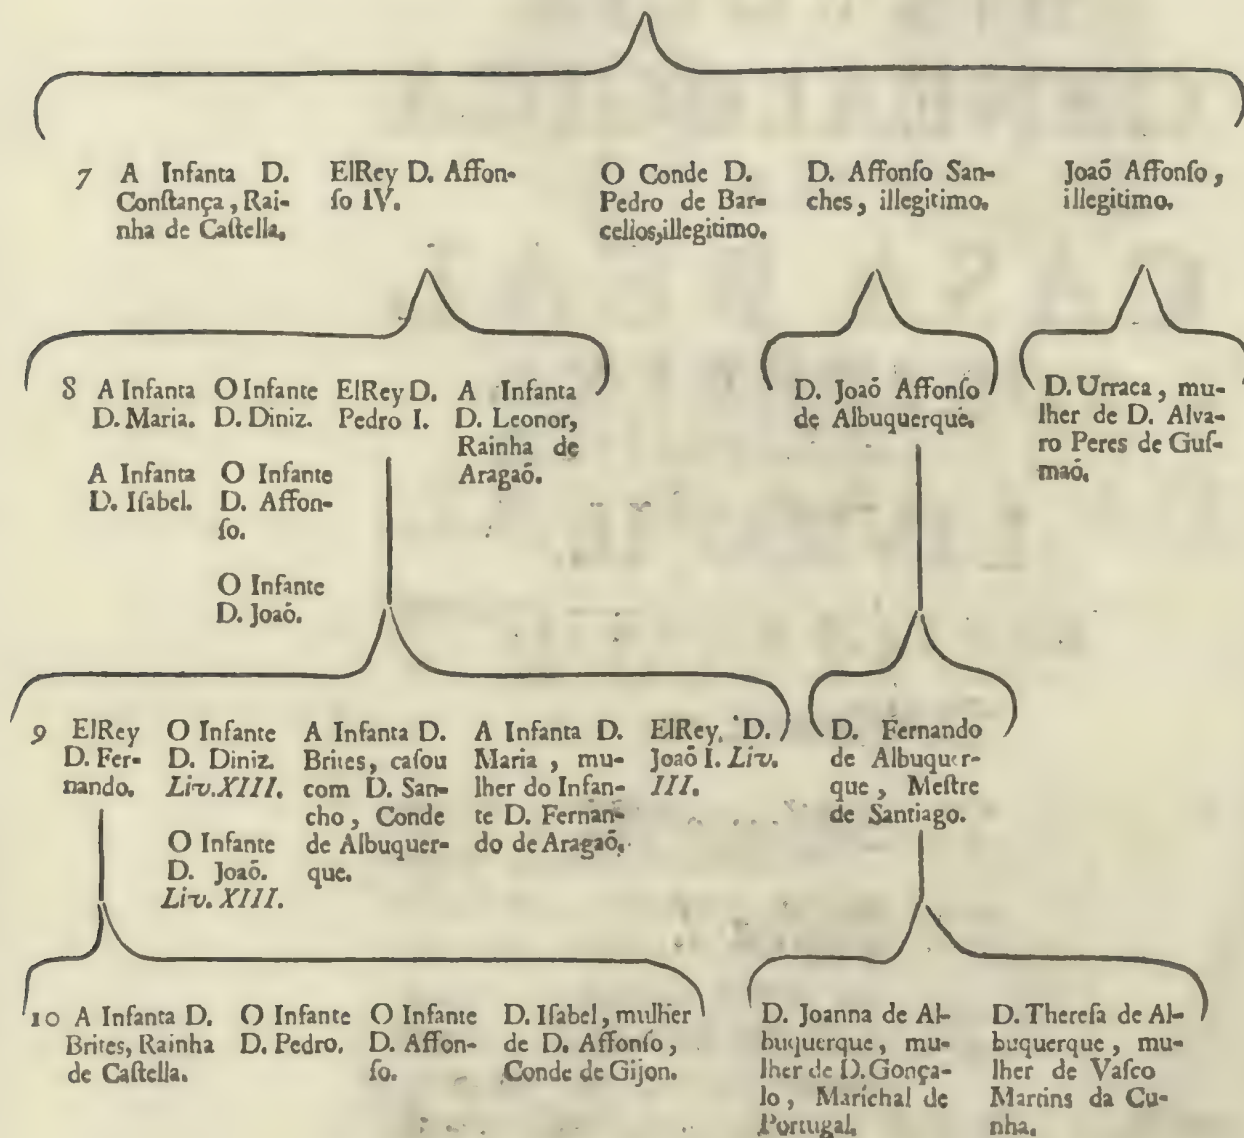 7 A Infanta D.
Conſtança, Rai-
nha de Caſtella.
ElRey D. Affon-
ſo IV.
O Conde D.
Pedro de Bar-
cellos, illegitimo.
D. Affonſo San-
ches, illegitimo.
Joaõ Affonſo,
illegitimo.
8 A Infanta
D. Maria.
A Infanta
D. Iſabel.
O Infante
D. Diniz.
O Infante
D. Affon-
ſo.
O Infante
D. Joaõ.
ElRey D.
Pedro I.
A Infanta
D. Leonor,
Rainha de
Aragaõ.
D. Joaõ Affonſo
de Albuquerque.
D. Urraca, mu-
lher de D. Alva-
ro Peres de Guſ-
maõ.
9 ElRey
D. Fer-
nando.
O Infante
D. Diniz.
Liv. XIII.
O Infante
D. Joaõ.
Liv. XIII.
A Infanta D.
Brites, caſou
com D. San-
cho, Conde
de Albuquer-
que.
A Infanta D.
Maria, mu-
lher do Infan-
te D. Fernan-
do de Aragaõ.
ElRey, D.
Joaõ I. Liv.
III.
D. Fernando
de Albuquer-
que, Meſtre
de Santiago.
10 A Infanta D.
Brites, Rainha
de Caſtella.
O Infante
D. Pedro.
O Infante
D. Affon-
ſo.
D. Iſabel, mulher
de D. Affonſo,
Conde de Gijon.
D. Joanna de Al-
buquerque, mu-
lher de D. Gonça-
lo, Marichal de
Portugal.
D. Thereſa de Al-
buquerque, mu-
lher de Vaſco
Martins da Cu-
nha.